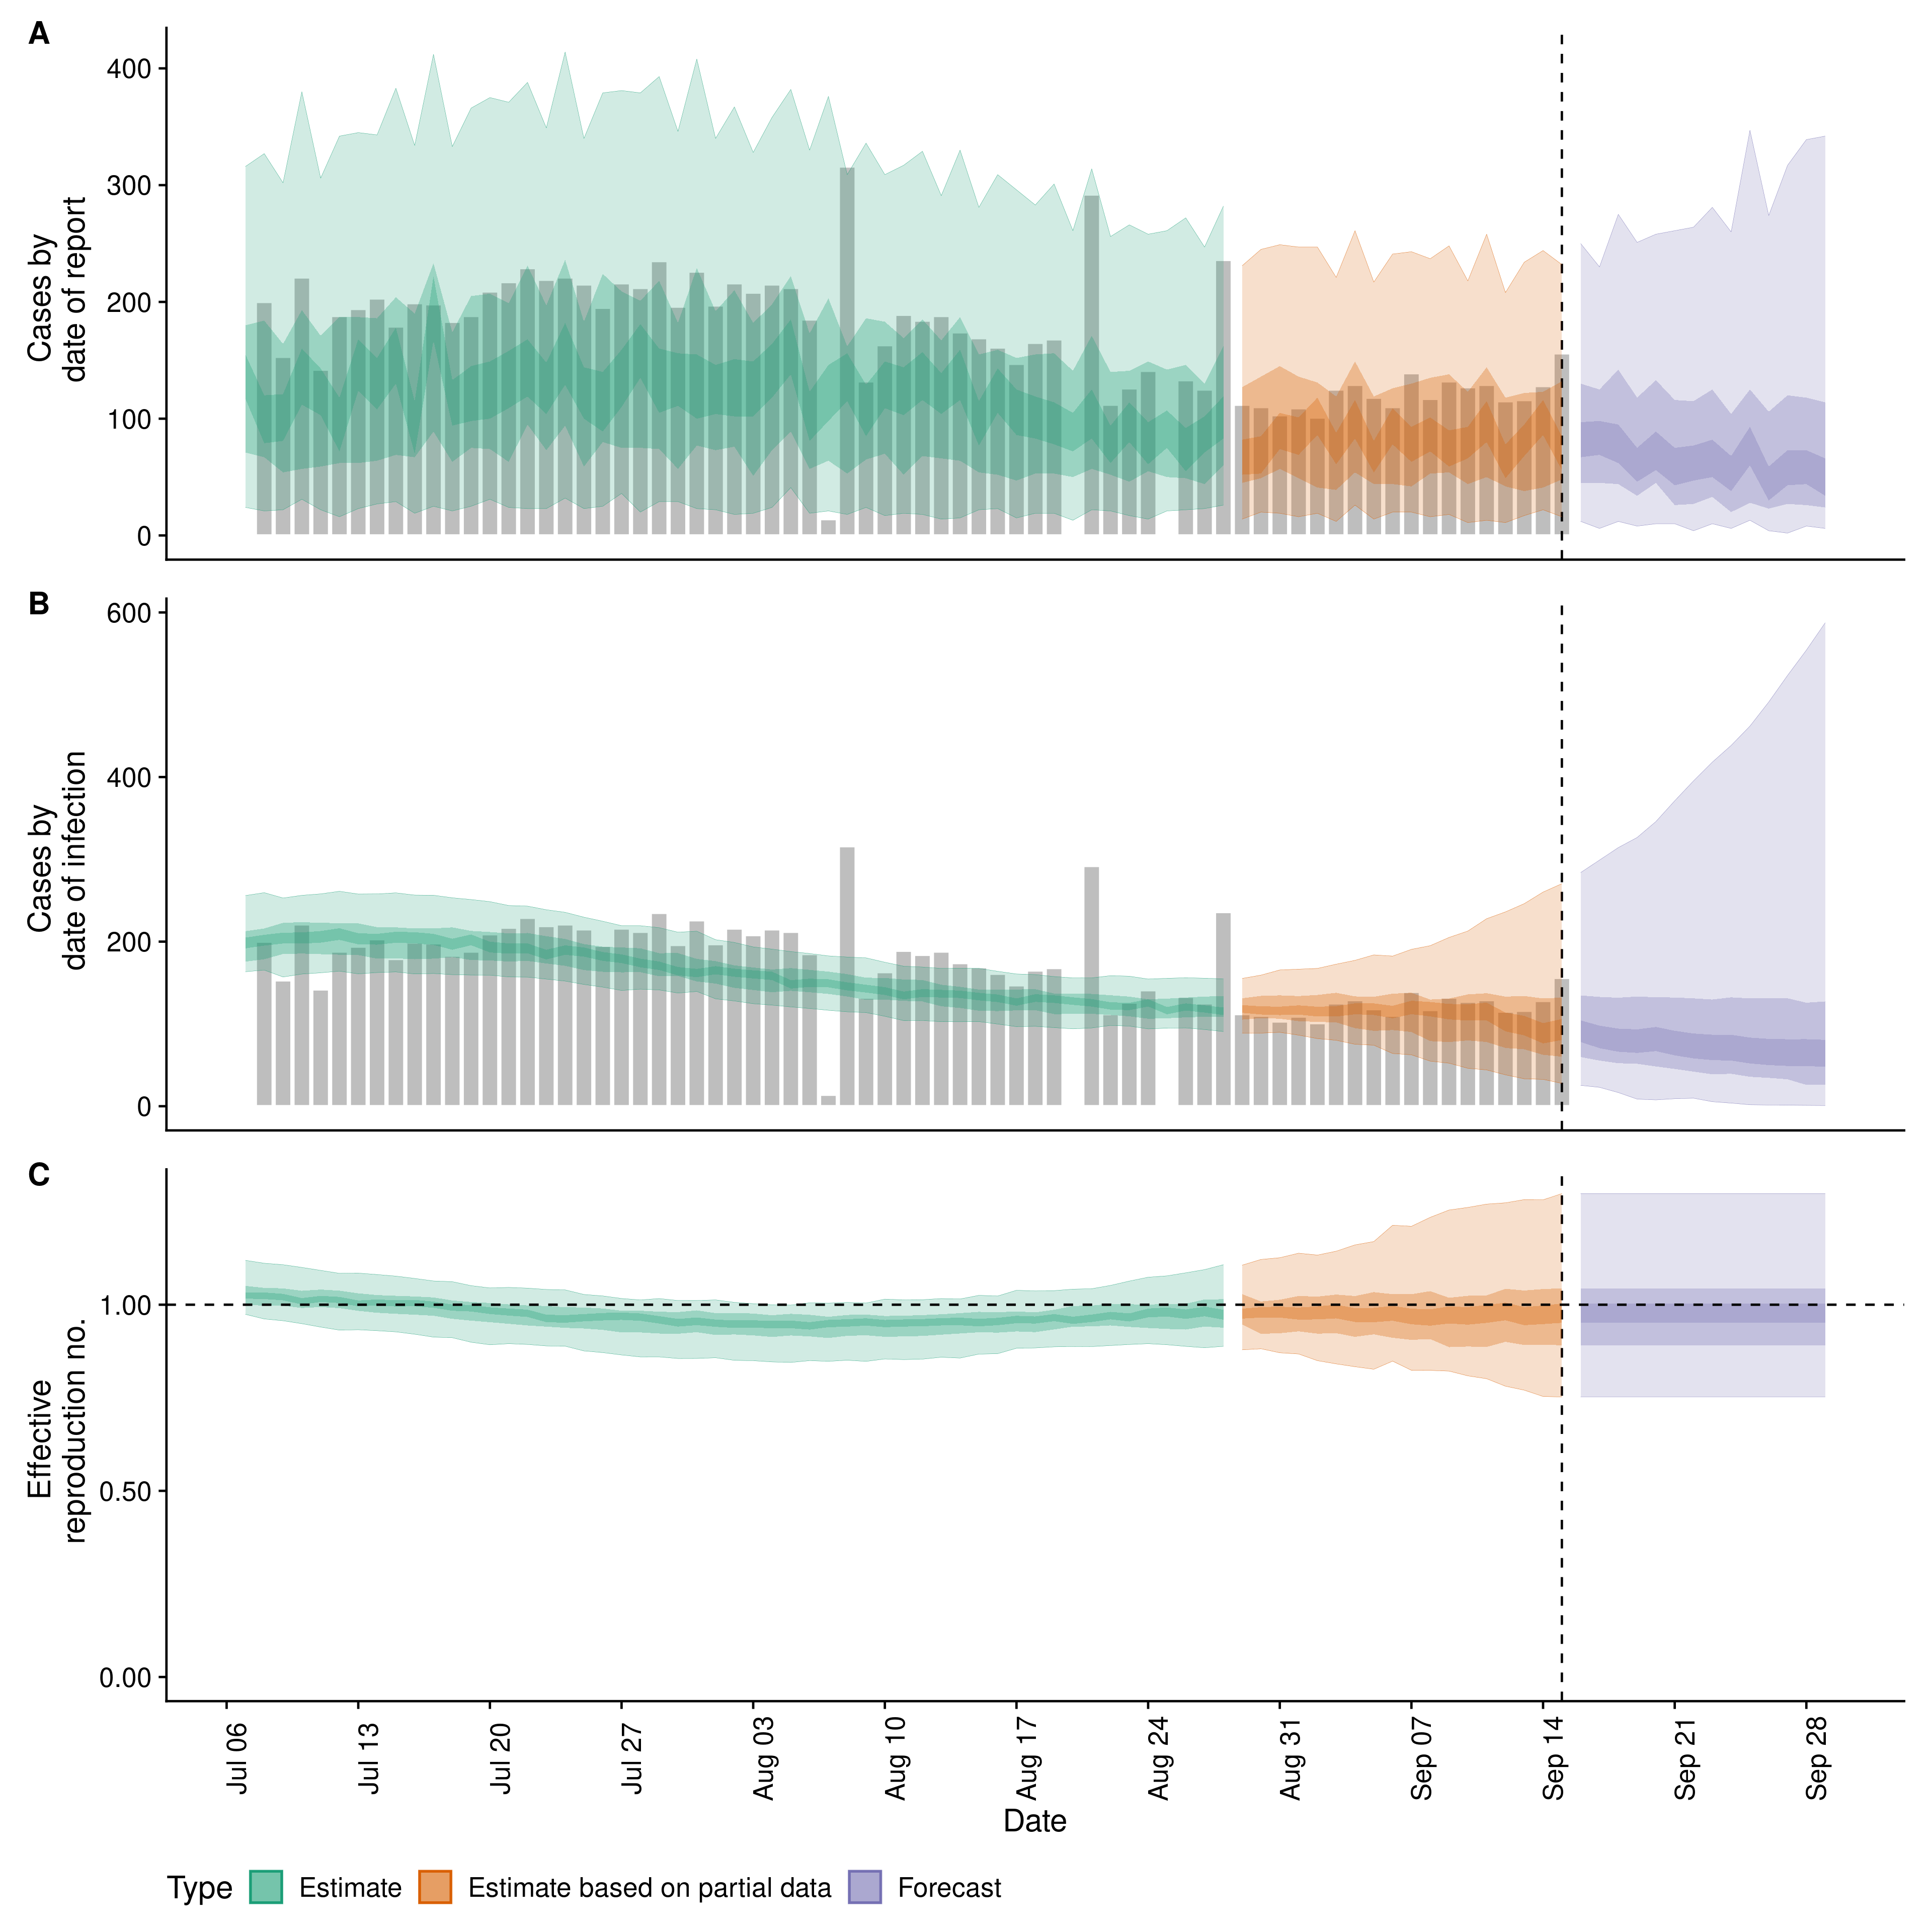 A
Cases by
date of report
400
300
200
100
0
B
Cases by
date of infection
600
400
200
0
C
Effective
reproduction no.
1.00
0.50
0.00
Jul 06
Jul 13
Jul 20
Jul 27
Aug 03
Aug 10
Aug 17
Aug 24
Aug 31
Sep 07
Sep 14
Sep 21
Sep 28
Date
Type Estimate Estimate based on partial data Forecast